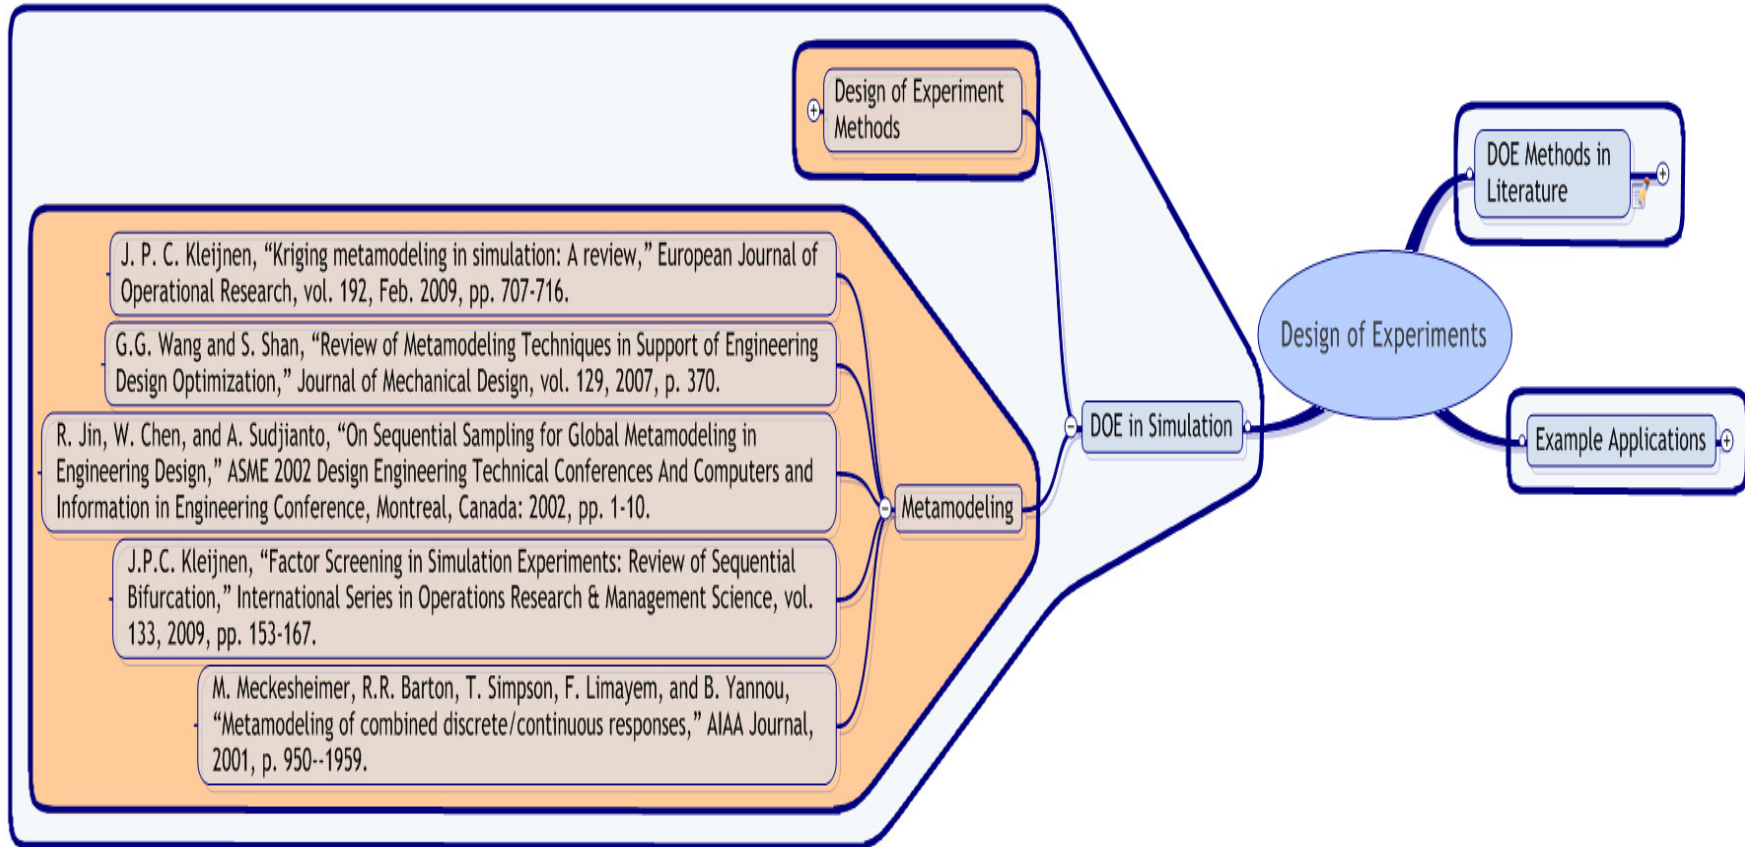 Design of Experiment
Methods
J. P. C. Kleijnen, “Kriging metamodeling in simulation: A review,” European Journal of
Operational Research, vol. 192, Feb. 2009, pp. 707-716.
G.G. Wang and S. Shan, “Review of Metamodeling Techniques in Support of Engineering
Design Optimization,” Journal of Mechanical Design, vol. 129, 2007, p. 370.
R. Jin, W. Chen, and A. Sudjianto, “On Sequential Sampling for Global Metamodeling in
Engineering Design,” ASME 2002 Design Engineering Technical Conferences And Computers and
Information in Engineering Conference, Montreal, Canada: 2002, pp. 1-10.
J.P.C. Kleijnen, “Factor Screening in Simulation Experiments: Review of Sequential
Bifurcation,” International Series in Operations Research & Management Science, vol.
133, 2009, pp. 153-167.
M. Meckesheimer, R.R. Barton, T. Simpson, F. Limayem, and B. Yannou,
“Metamodeling of combined discrete/continuous responses,” AIAA Journal,
2001, p. 950--1959.
Metamodeling
DOE in Simulation
Design of Experiments
DOE Methods in
Literature
Example Applications